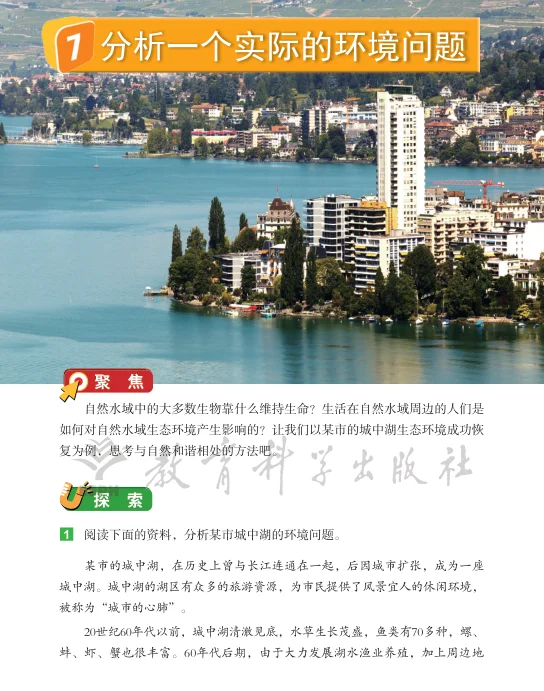 1 分析一个实际的环境问题
聚 焦
自然水域中的大多数生物靠什么维持生命？生活在自然水域周边的人们是
如何对自然水域生态环境产生影响的？让我们以某市的城中湖生态环境成功恢
复为例，思考与自然和谐相处的方法吧。
教育科学出版社
探 索
1 阅读下面的资料，分析某市城中湖的环境问题。
某市的城中湖，在历史上曾与长江连通在一起，后因城市扩张，成为一座
城中湖。城中湖的湖区有众多的旅游资源，为市民提供了风景宜人的休闲环境，
被称为“城市的心肺”。
20世纪60年代以前，城中湖清澈见底，水草生长茂盛，鱼类有70多种，螺、
蚌、虾、蟹也很丰富。60年代后期，由于大力发展湖水渔业养殖，加上周边地